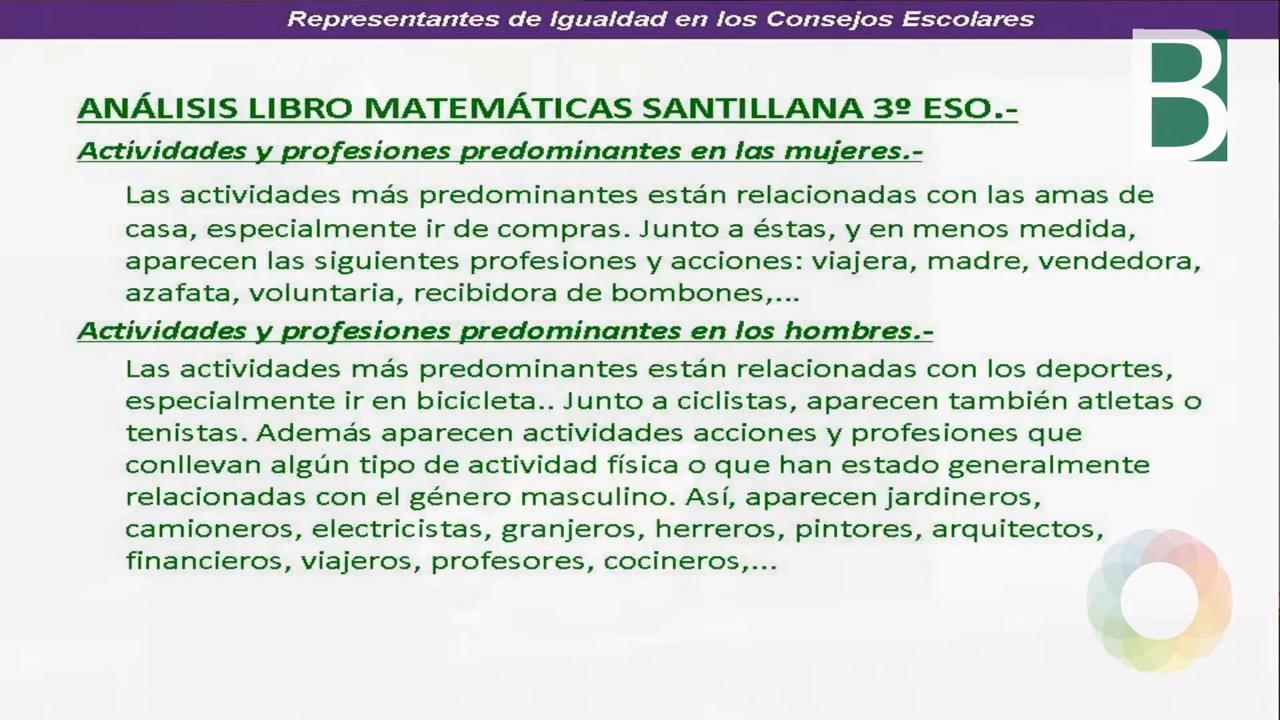 Representantes de Igualdad en los Consejos Escolares
B
ANÁLISIS LIBRO MATEMÁTICAS SANTILLANA 3º ESO.-
Actividades y profesiones predominantes en las mujeres.-
Las actividades más predominantes están relacionadas con las amas de
casa, especialmente ir de compras. Junto a éstas, y en menos medida,
aparecen las siguientes profesiones y acciones: viajera, madre, vendedora,
azafata, voluntaria, recibidora de bombones,...
Actividades y profesiones predominantes en los hombres.-
Las actividades más predominantes están relacionadas con los deportes,
especialmente ir en bicicleta.. Junto a ciclistas, aparecen también atletas o
tenistas. Además aparecen actividades acciones y profesiones que
conllevan algún tipo de actividad física o que han estado generalmente
relacionadas con el género masculino. Así, aparecen jardineros,
camioneros, electricistas, granjeros, herreros, pintores, arquitectos,
financieros, viajeros, profesores, cocineros,...